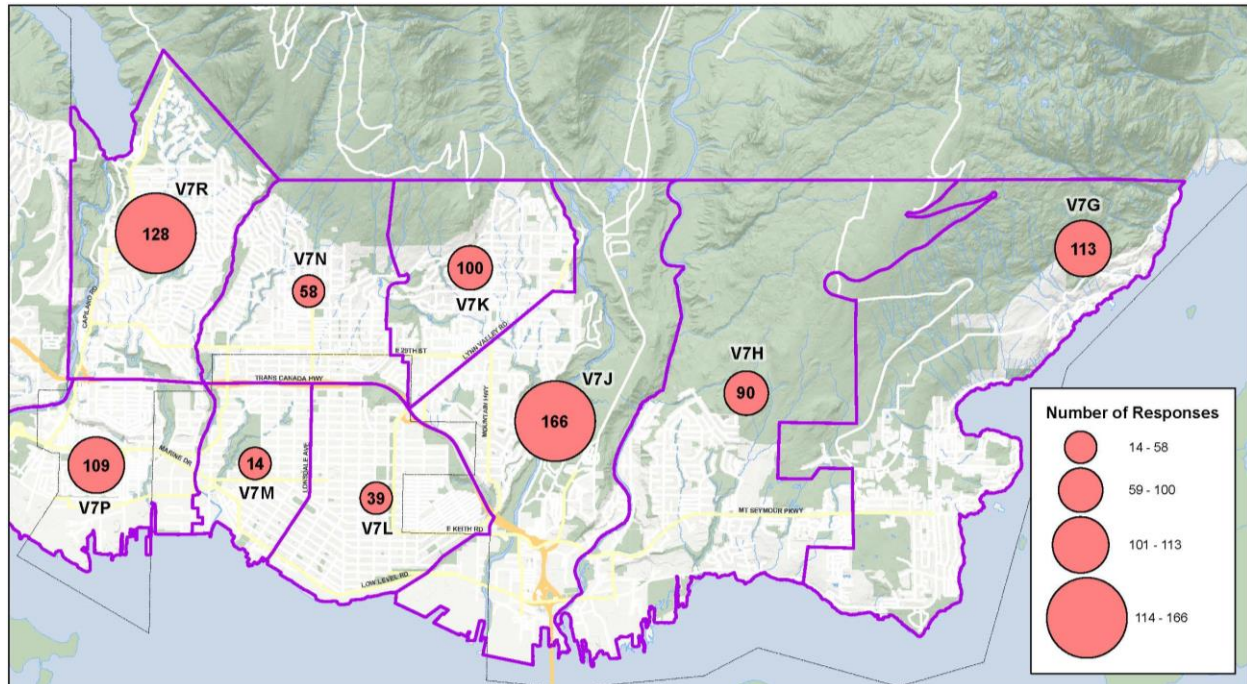 V7R
128
CAPILANO RD
V7N
58
100
V7K
V7G
113
E 29TH ST
LYNN VALLEY RD
TRANS CANADA HWY
V7J
166
MOUNTAIN HWY
V7H
90
109
V7P
MARINE DR
14
V7M
LONSDALE AVE
39
V7L
E KEITH RD
LOW LEVEL RD
MT SEYMOUR PKWY
Number of Responses
14 - 58
59 - 100
101 - 113
114 - 166